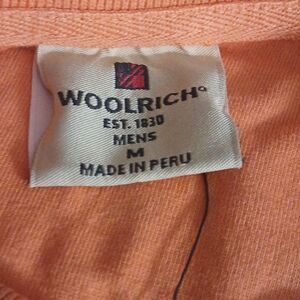 WOOLRICH®
EST. 1830
MENS
M
MADE IN PERU